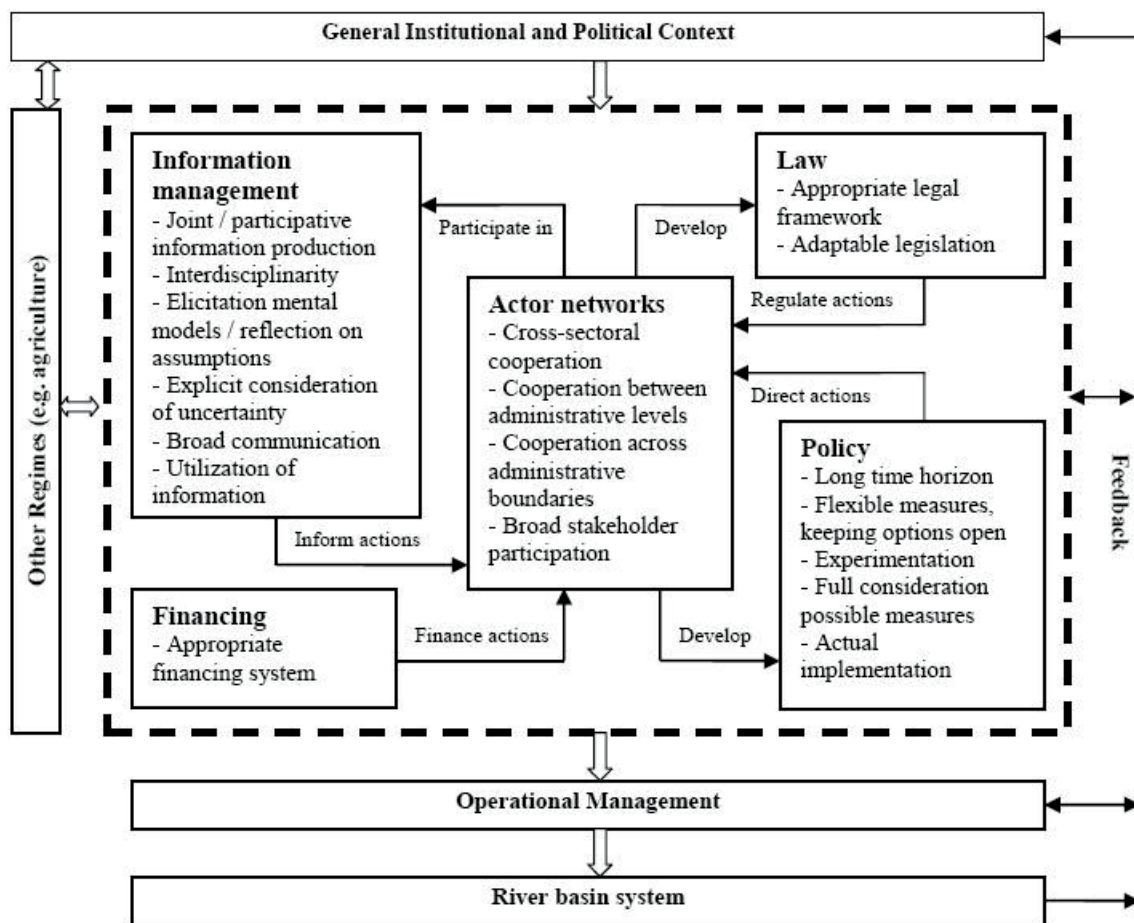 General Institutional and Political Context
Other Regimes (e.g. agriculture)
Information
management
- Joint / participative
information production
- Interdisciplinarity
- Elicitation mental
models / reflection on
assumptions
- Explicit consideration
of uncertainty
- Broad communication
- Utilization of
information
Participate in
Develop
Law
- Appropriate legal
framework
- Adaptable legislation
Regulate actions
Actor networks
- Cross-sectoral
cooperation
- Cooperation between
administrative levels
- Cooperation across
administrative
boundaries
- Broad stakeholder
participation
Direct actions
Policy
- Long time horizon
- Flexible measures,
keeping options open
- Experimentation
- Full consideration
possible measures
- Actual
implementation
Inform actions
Financing
- Appropriate
financing system
Finance actions
Develop
Feedback
Operational Management
River basin system